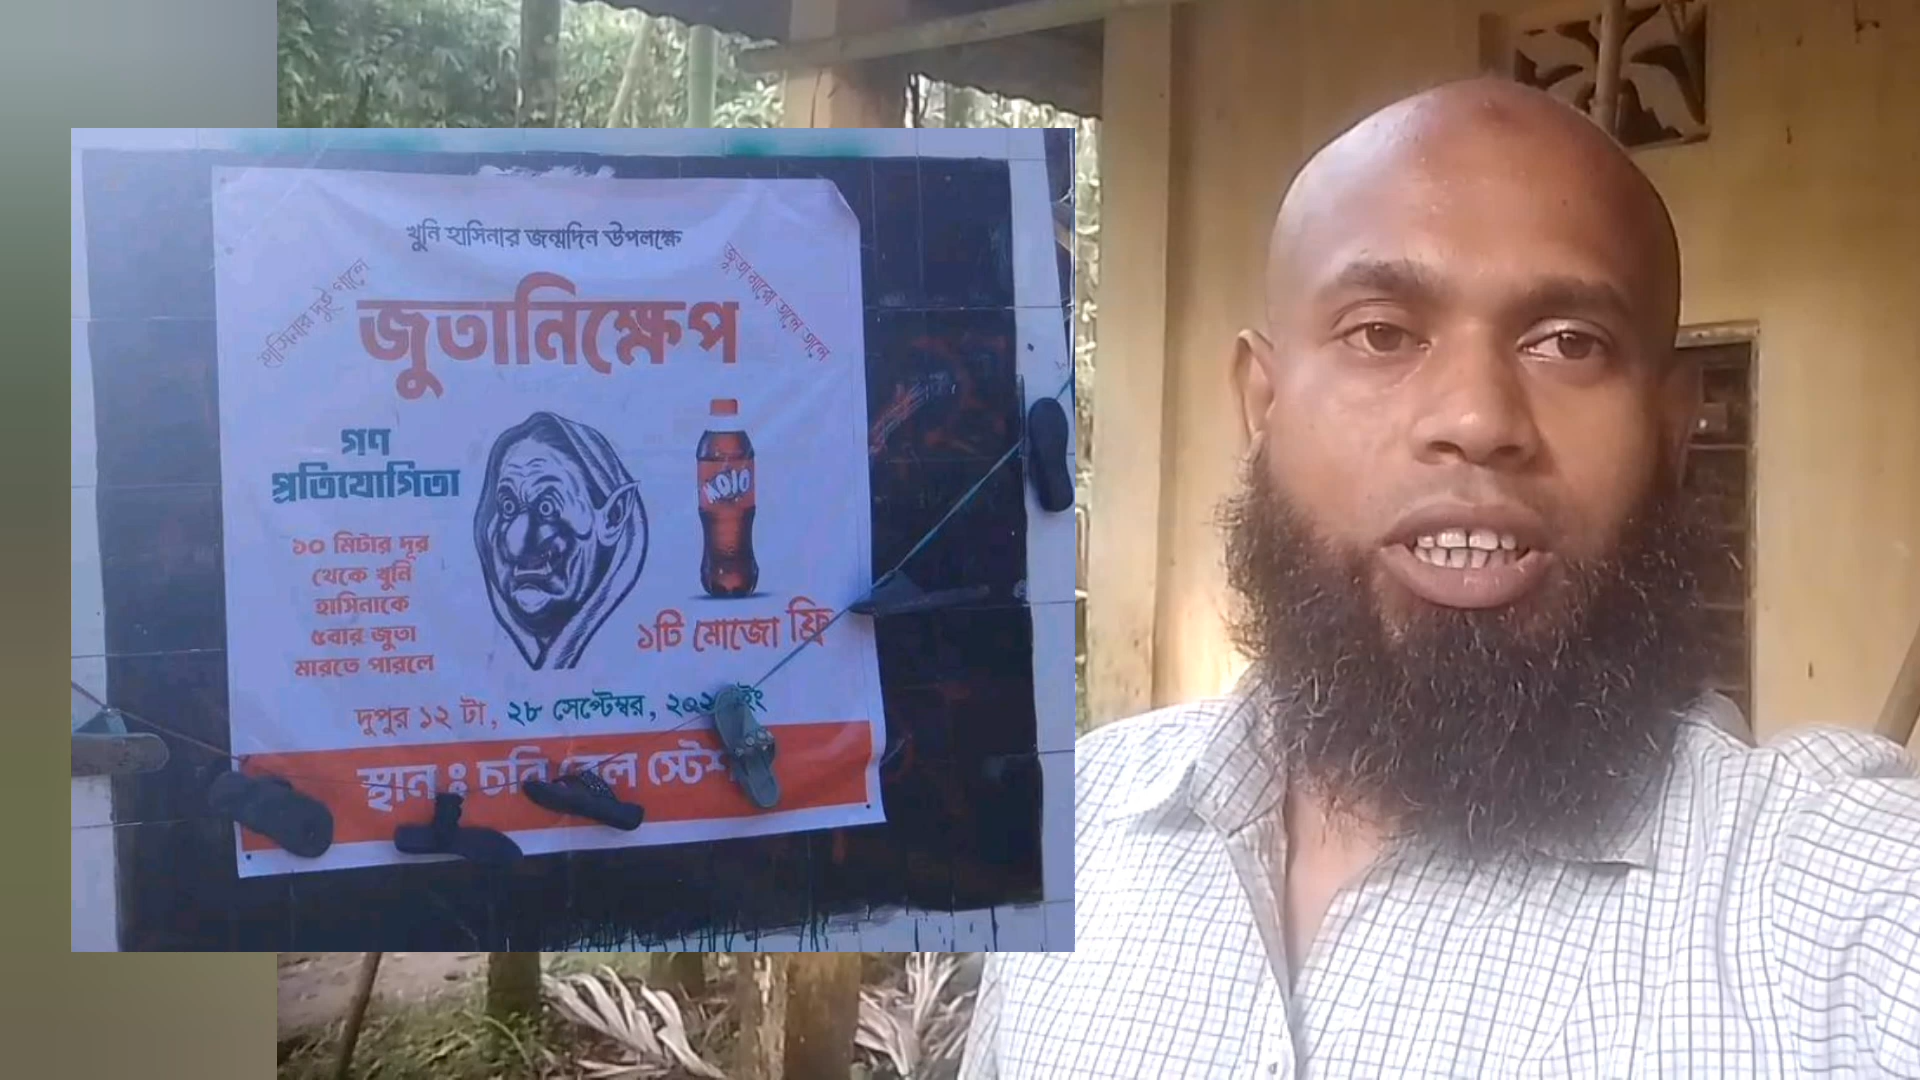 খুনি হাসিনার জন্মদিন উপলক্ষে
হাসিনার দুই গালে
জুতা মারো তালে তালে
জুতানিক্ষেপ
গণ
প্রতিযোগিতা
১০ মিটার দূর
থেকে খুনি
হাসিনাকে
৫বার জুতা
মারতে পারলে
MOJO
১টি মোজো ফ্রি
দুপুর ১২ টা, ২৮ সেপ্টেম্বর, ইং
স্থান ঃ